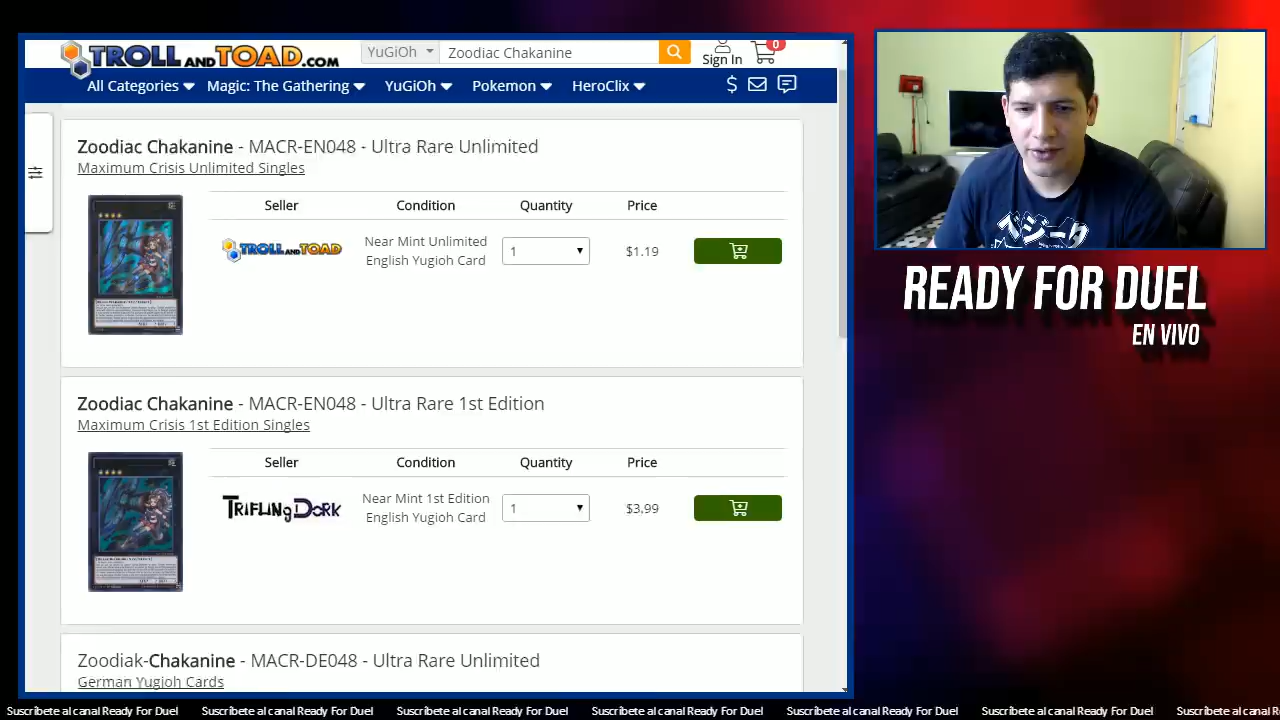 TROLL AND TOAD.COM
YuGiOh
Zoodiac Chakanine
Sign In
0
All Categories
Magic: The Gathering
YuGiOh
Pokemon
HeroClix
$
Zoodiac Chakanine - MACR-EN048 - Ultra Rare Unlimited
Maximum Crisis Unlimited Singles
Seller Condition Quantity Price
TROLL AND TOAD
Near Mint Unlimited
English Yugioh Card
1
$1.19
Zoodiac Chakanine - MACR-EN048 - Ultra Rare 1st Edition
Maximum Crisis 1st Edition Singles
Seller Condition Quantity Price
TRIFLING DORK
Near Mint 1st Edition
English Yugioh Card
1
$3.99
Zoodiak-Chakanine - MACR-DE048 - Ultra Rare Unlimited
German Yugioh Cards
ベジータ
READY FOR DUEL
EN VIVO
Suscribete al canal Ready For Duel Suscribete al canal Ready For Duel Suscribete al canal Ready For Duel Suscribete al canal Ready For Duel Suscribete al canal Ready For Duel Suscribete al canal Ready For Duel Suscribete al canal R